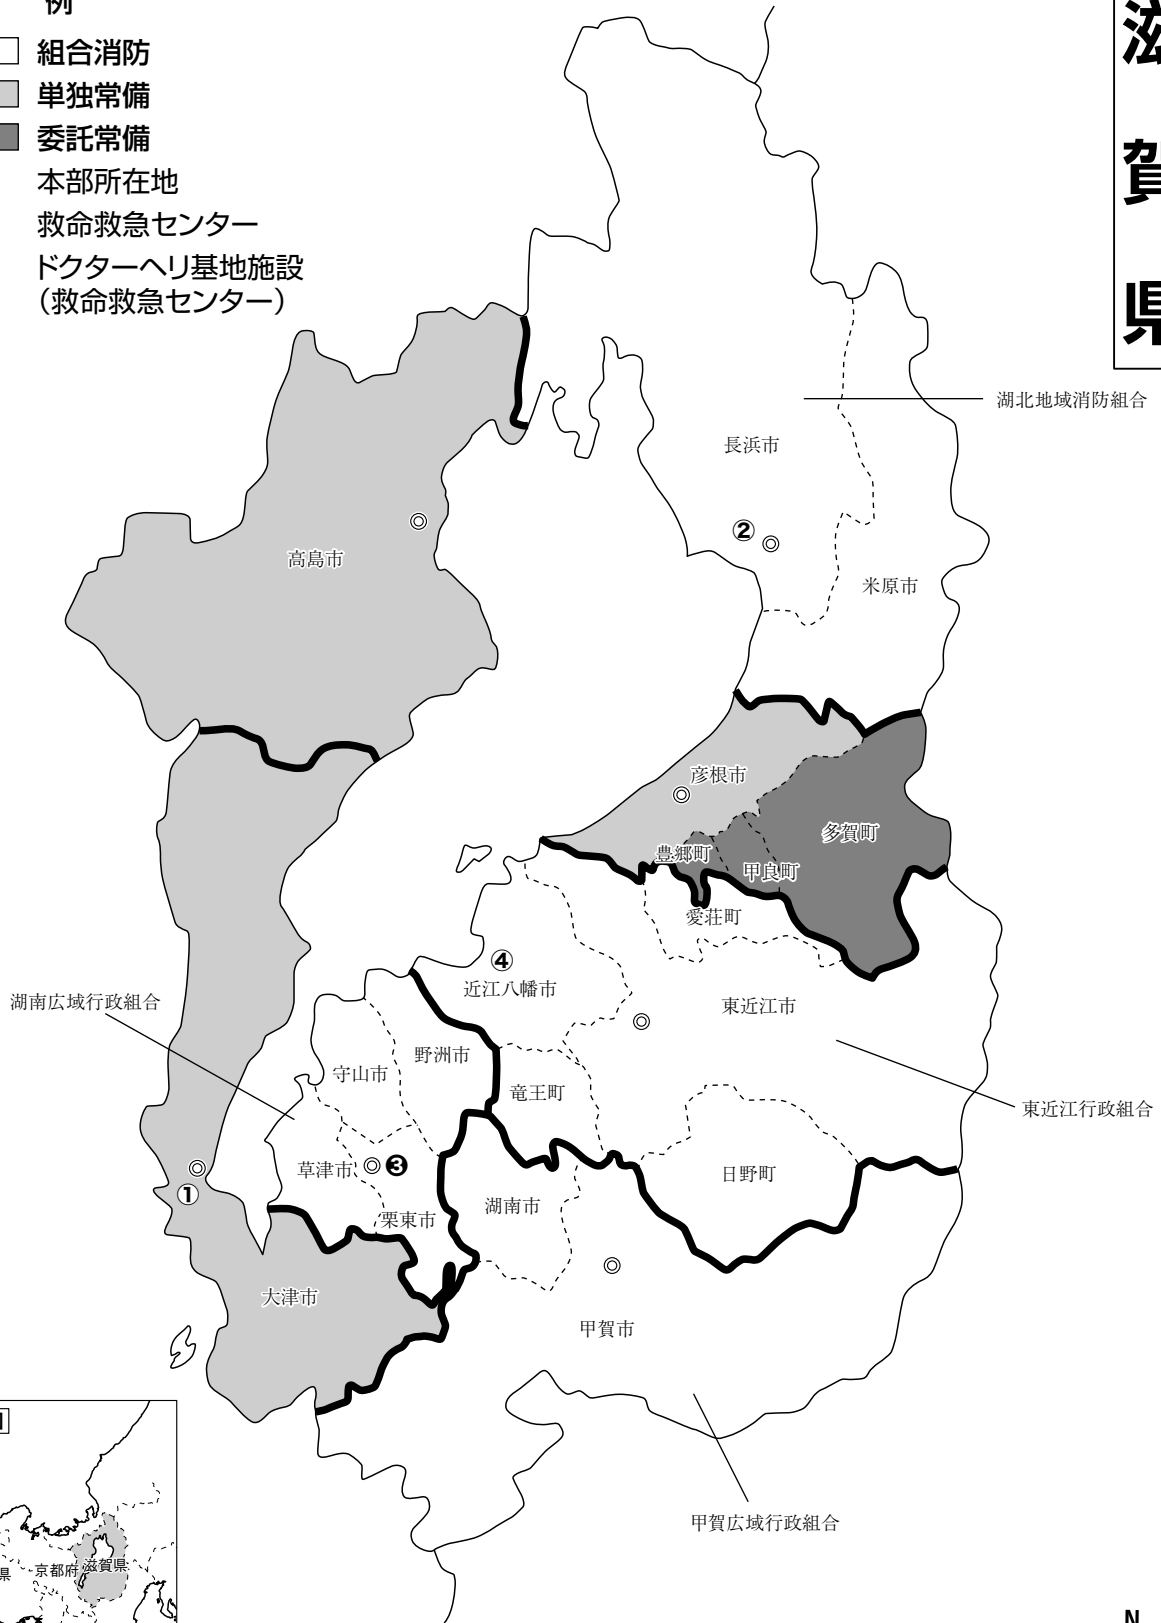 例
組合消防
単独常備
委託常備
本部所在地
救命救急センター
ドクターヘリ基地施設
（救命救急センター）
滋賀県
湖北地域消防組合
長浜市
②
高島市
米原市
彦根市
多賀町
豊郷町
甲良町
愛荘町
④
近江八幡市
湖南広域行政組合
東近江市
野洲市
守山市
竜王町
東近江行政組合
草津市
❸
日野町
①
湖南市
栗東市
大津市
甲賀市
甲賀広域行政組合
京都府
滋賀県
県
N